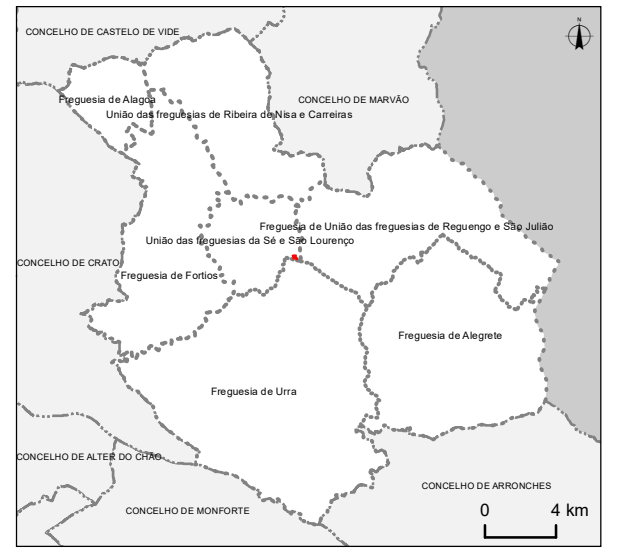 N
CONCELHO DE CASTELO DE VIDE
Freguesia de Alagoa
CONCELHO DE MARVÃO
União das freguesias de Ribeira de Nisa e Carreiras
Freguesia de União das freguesias de Reguengo e São Julião
União das freguesias da Sé e São Lourenço
CONCELHO DE CRATO
Freguesia de Fortios
Freguesia de Alegrete
Freguesia de Urra
CONCELHO DE ALTER DO CHÃO
CONCELHO DE ARRONCHES
CONCELHO DE MONFORTE
0 4 km